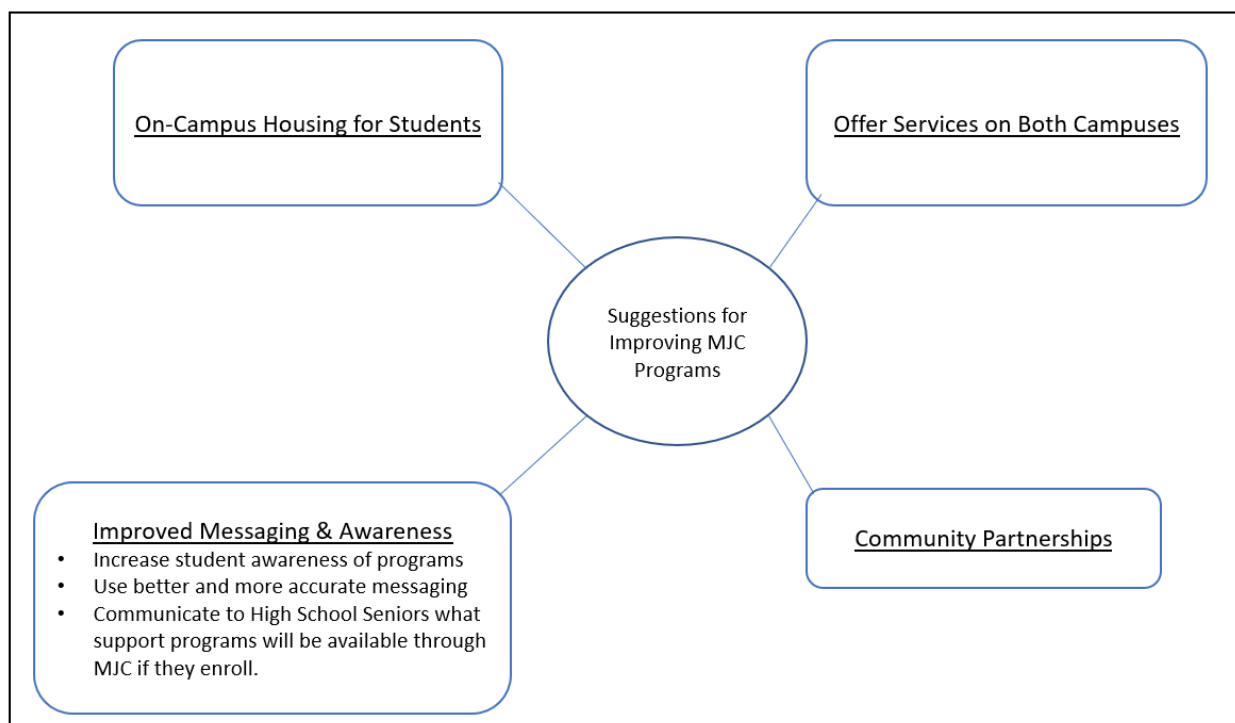 On-Campus Housing for Students
Offer Services on Both Campuses
Suggestions for
Improving MJC
Programs
Improved Messaging & Awareness
• Increase student awareness of programs
• Use better and more accurate messaging
• Communicate to High School Seniors what
support programs will be available through
MJC if they enroll.
Community Partnerships